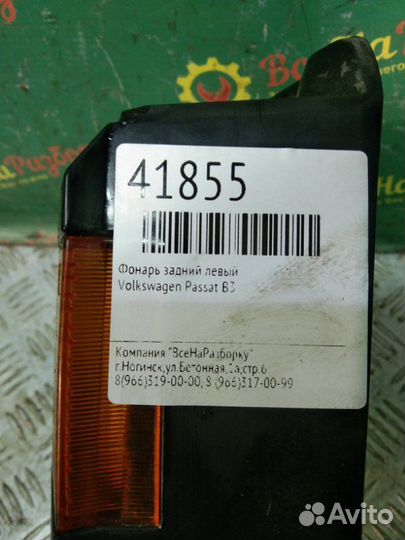 ВсеНа
41855
Фонарь задний левый
Volkswagen Passat B3
Компания "ВсеНаРазборку"
г.Ногинск,ул.Бетонная,1а,стр.6
8(966)319-00-00, 8 (966)317-00-99
Avito